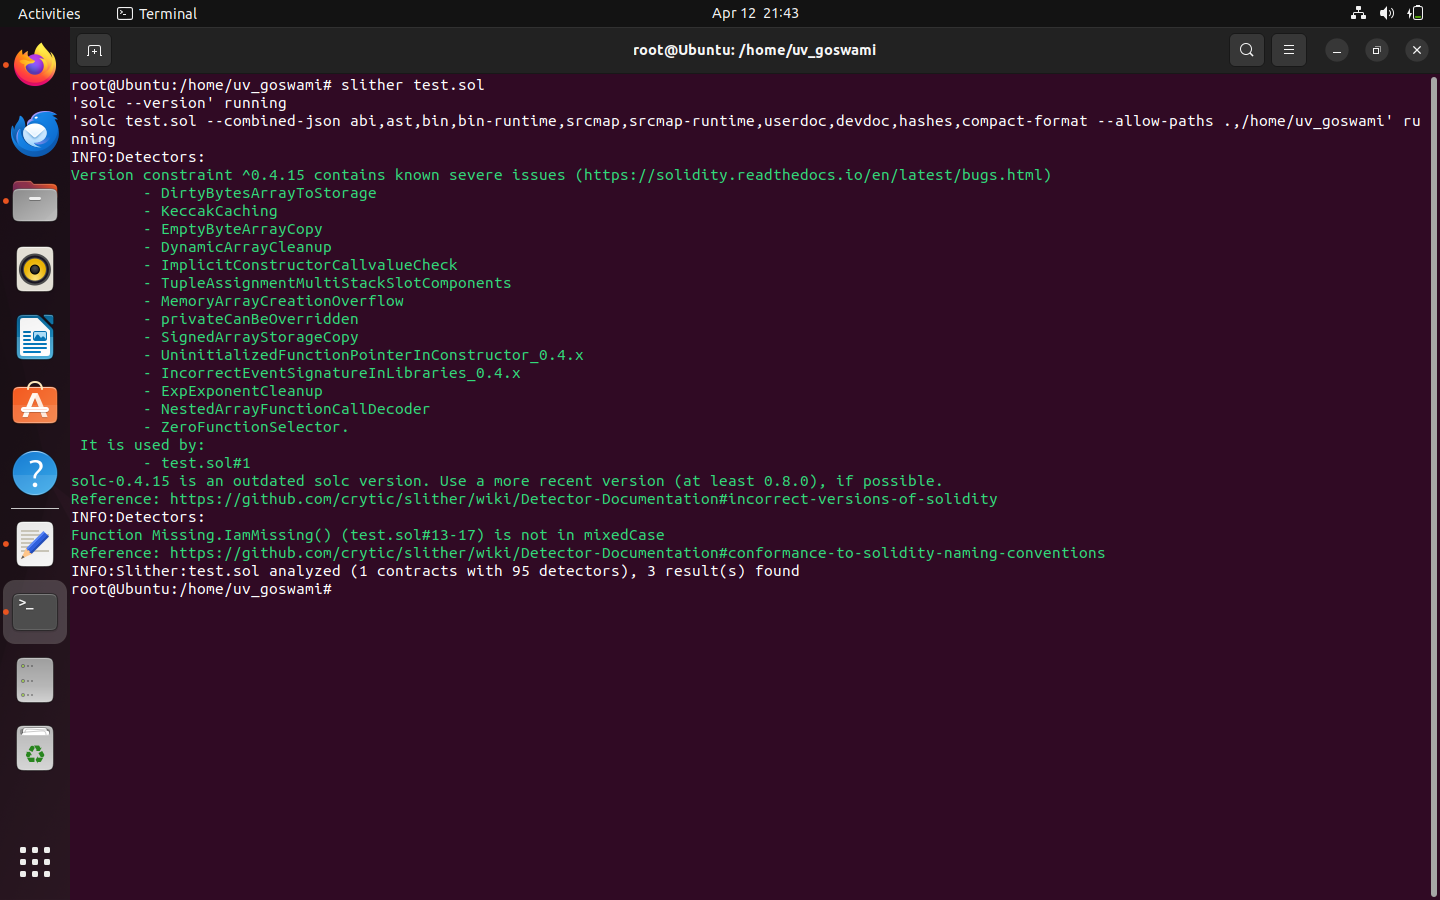 Activities
Terminal
Apr 12 21:43
root@Ubuntu: /home/uv_goswami
root@Ubuntu:/home/uv_goswami# slither test.sol
'solc --version' running
'solc test.sol --combined-json abi,ast,bin,bin-runtime,srcmap,srcmap-runtime,userdoc,devdoc,hashes,compact-format --allow-paths .,/home/uv_goswami' ru
nning
INFO:Detectors:
Version constraint ^0.4.15 contains known severe issues (https://solidity.readthedocs.io/en/latest/bugs.html)
- DirtyBytesArrayToStorage
- KeccakCaching
- EmptyByteArrayCopy
- DynamicArrayCleanup
- ImplicitConstructorCallvalueCheck
- TupleAssignmentMultiStackSlotComponents
- MemoryArrayCreationOverflow
- privateCanBeOverridden
- SignedArrayStorageCopy
- UninitializedFunctionPointerInConstructor_0.4.x
- IncorrectEventSignatureInLibraries_0.4.x
- ExpExponentCleanup
- NestedArrayFunctionCallDecoder
- ZeroFunctionSelector.
It is used by:
- test.sol#1
solc-0.4.15 is an outdated solc version. Use a more recent version (at least 0.8.0), if possible.
Reference: https://github.com/crytic/slither/wiki/Detector-Documentation#incorrect-versions-of-solidity
INFO:Detectors:
Function Missing.IamMissing() (test.sol#13-17) is not in mixedCase
Reference: https://github.com/crytic/slither/wiki/Detector-Documentation#conformance-to-solidity-naming-conventions
INFO:Slither:test.sol analyzed (1 contracts with 95 detectors), 3 result(s) found
root@Ubuntu:/home/uv_goswami#